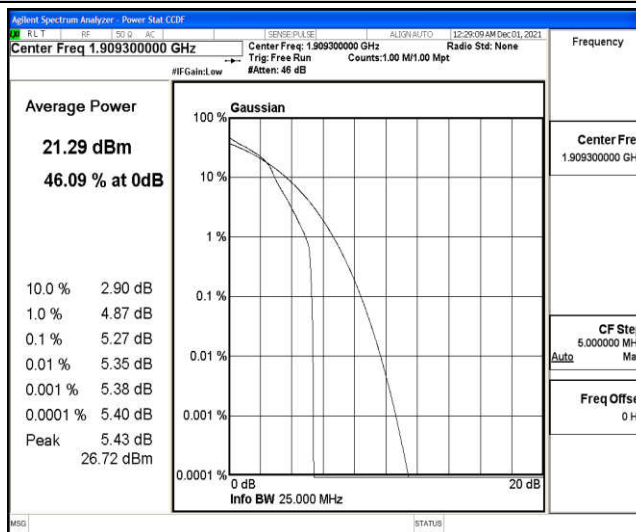 Agilent Spectrum Analyzer - Power Stat CCDF
RLT RF 50 Ω AC SENSE:PULSE ALIGN AUTO 12:29:09 AM Dec 01, 2021
Center Freq 1.909300000 GHz
Center Freq: 1.909300000 GHz Radio Std: None
Trig: Free Run Counts:1.00 M/1.00 Mpt
#IFGain:Low #Atten: 46 dB
Frequency
Average Power
21.29 dBm
46.09 % at 0dB
10.0 % 2.90 dB
1.0 % 4.87 dB
0.1 % 5.27 dB
0.01 % 5.35 dB
0.001 % 5.38 dB
0.0001 % 5.40 dB
Peak 5.43 dB
26.72 dBm
Gaussian
100 %
10 %
1 %
0.1 %
0.01 %
0.001 %
0.0001 %
0 dB 20 dB
Info BW 25.000 MHz
Center Fre
1.909300000 GH
CF Ste
5.000000 MH
Auto Ma
Freq Offse
0 H
MSG STATUS